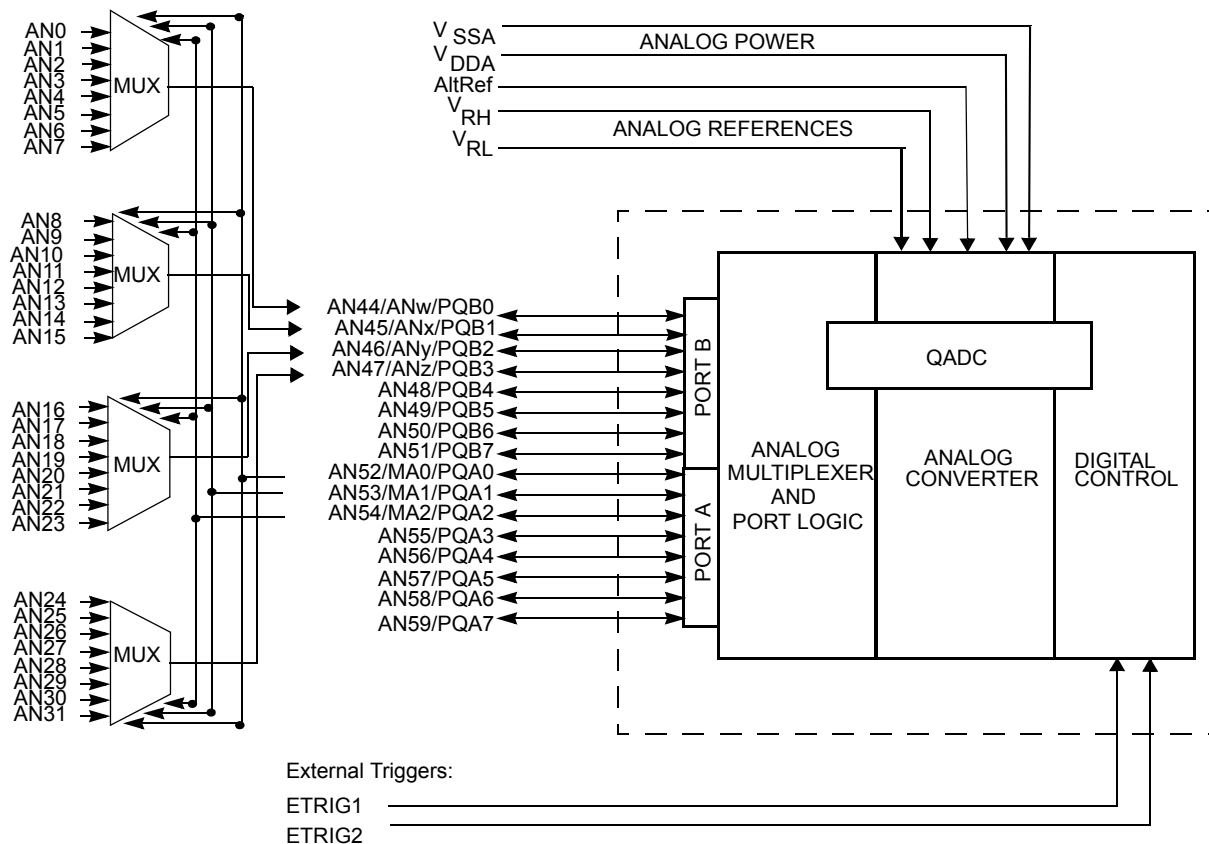 AN0
AN1
AN2
AN3
AN4
AN5
AN6
AN7
MUX
AN8
AN9
AN10
AN11
AN12
AN13
AN14
AN15
MUX
AN16
AN17
AN18
AN19
AN20
AN21
AN22
AN23
MUX
AN24
AN25
AN26
AN27
AN28
AN29
AN30
AN31
MUX
VSSA
VDDA
ANALOG POWER
AltRef
VRH
VRL
ANALOG REFERENCES
AN44/ANw/PQB0
AN45/ANx/PQB1
AN46/ANy/PQB2
AN47/ANz/PQB3
AN48/PQB4
AN49/PQB5
AN50/PQB6
AN51/PQB7
AN52/MA0/PQA0
AN53/MA1/PQA1
AN54/MA2/PQA2
AN55/PQA3
AN56/PQA4
AN57/PQA5
AN58/PQA6
AN59/PQA7
PORT B
PORT A
QADC
ANALOG
MULTIPLEXER
AND
PORT LOGIC
ANALOG
CONVERTER
DIGITAL
CONTROL
External Triggers:
ETRIG1
ETRIG2